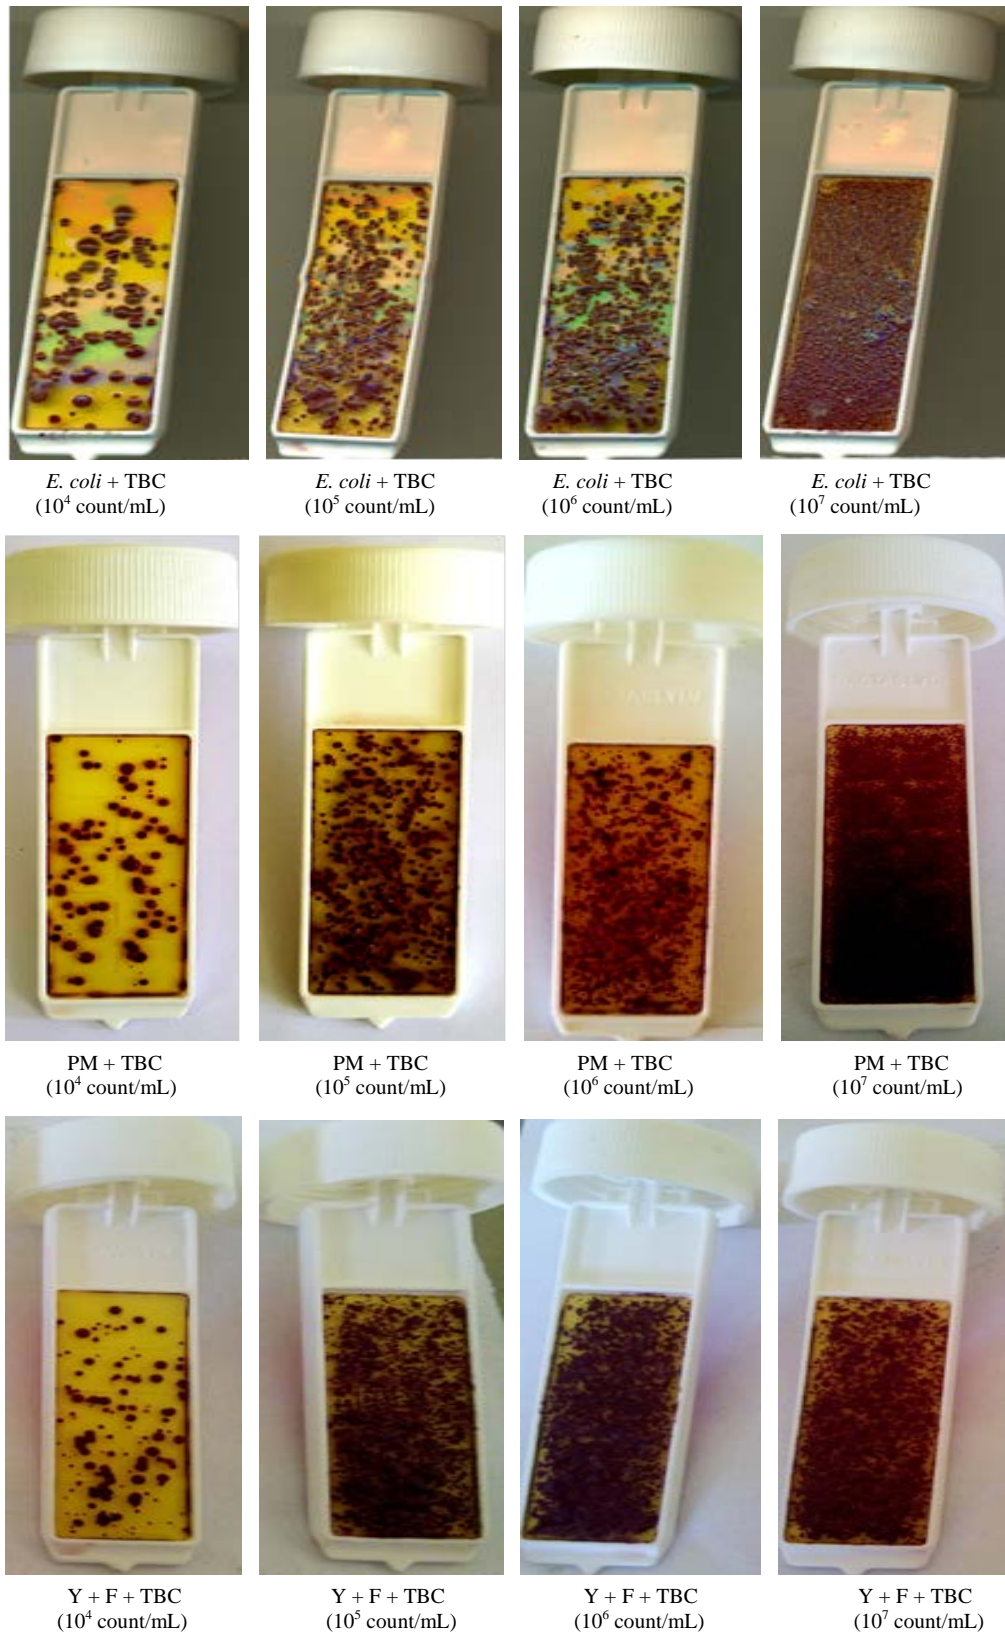 E. coli + TBC
(10⁴ count/mL)
E. coli + TBC
(10⁵ count/mL)
E. coli + TBC
(10⁶ count/mL)
E. coli + TBC
(10⁷ count/mL)
PM + TBC
(10⁴ count/mL)
PM + TBC
(10⁵ count/mL)
PM + TBC
(10⁶ count/mL)
PM + TBC
(10⁷ count/mL)
Y + F + TBC
(10⁴ count/mL)
Y + F + TBC
(10⁵ count/mL)
Y + F + TBC
(10⁶ count/mL)
Y + F + TBC
(10⁷ count/mL)